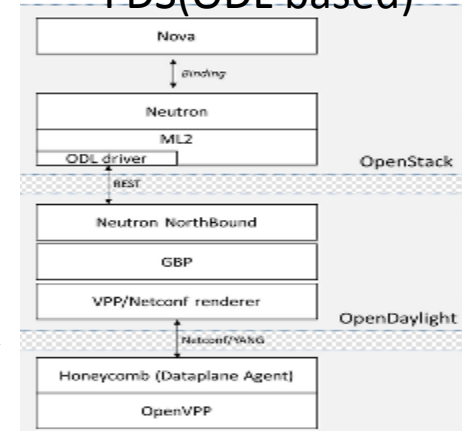 FDS(ODL based)
Nova
Binding
Neutron
ML2
ODL driver
OpenStack
REST
Neutron NorthBound
GBP
VPP/Netconf renderer
OpenDaylight
Netconf/YANG
Honeycomb (Dataplane Agent)
OpenVPP